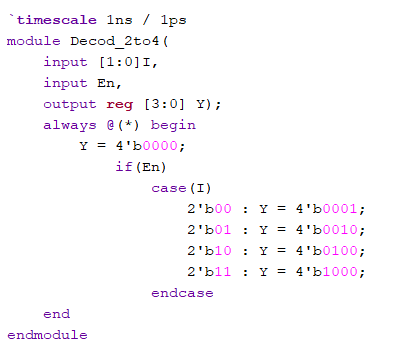 `timescale 1ns / 1ps
module Decod_2to4(
    input [1:0]I,
    input En,
    output reg [3:0] Y);
    always @(*) begin
        Y = 4'b0000;
            if(En)
                case(I)
                    2'b00 : Y = 4'b0001;
                    2'b01 : Y = 4'b0010;
                    2'b10 : Y = 4'b0100;
                    2'b11 : Y = 4'b1000;
                endcase
    end
endmodule